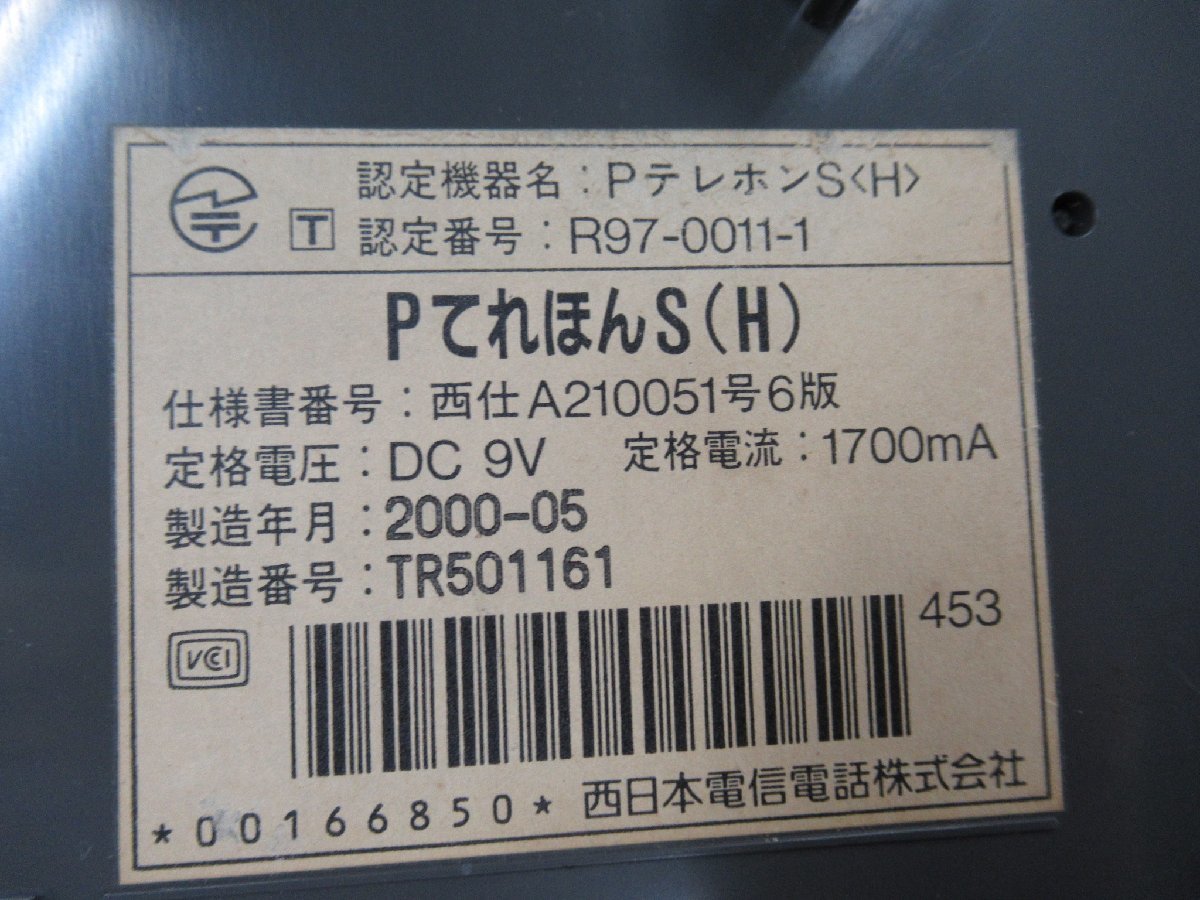 認定機器名：PテレホンS〈H〉
T 認定番号：R97-0011-1
PてれほんS(H)
仕様書番号：西仕A210051号6版
定格電圧：DC 9V 定格電流：1700mA
製造年月：2000-05
製造番号：TR501161
VCCI 453
*00166850* 西日本電信電話株式会社